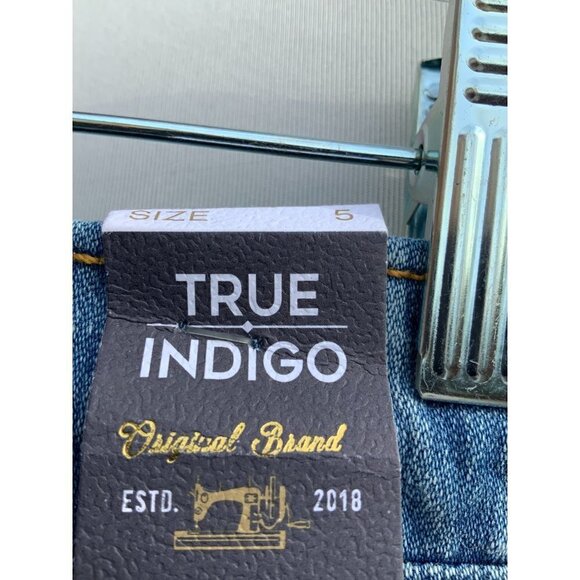 SIZE 5
TRUE
INDIGO
Original Brand
ESTD. 2018